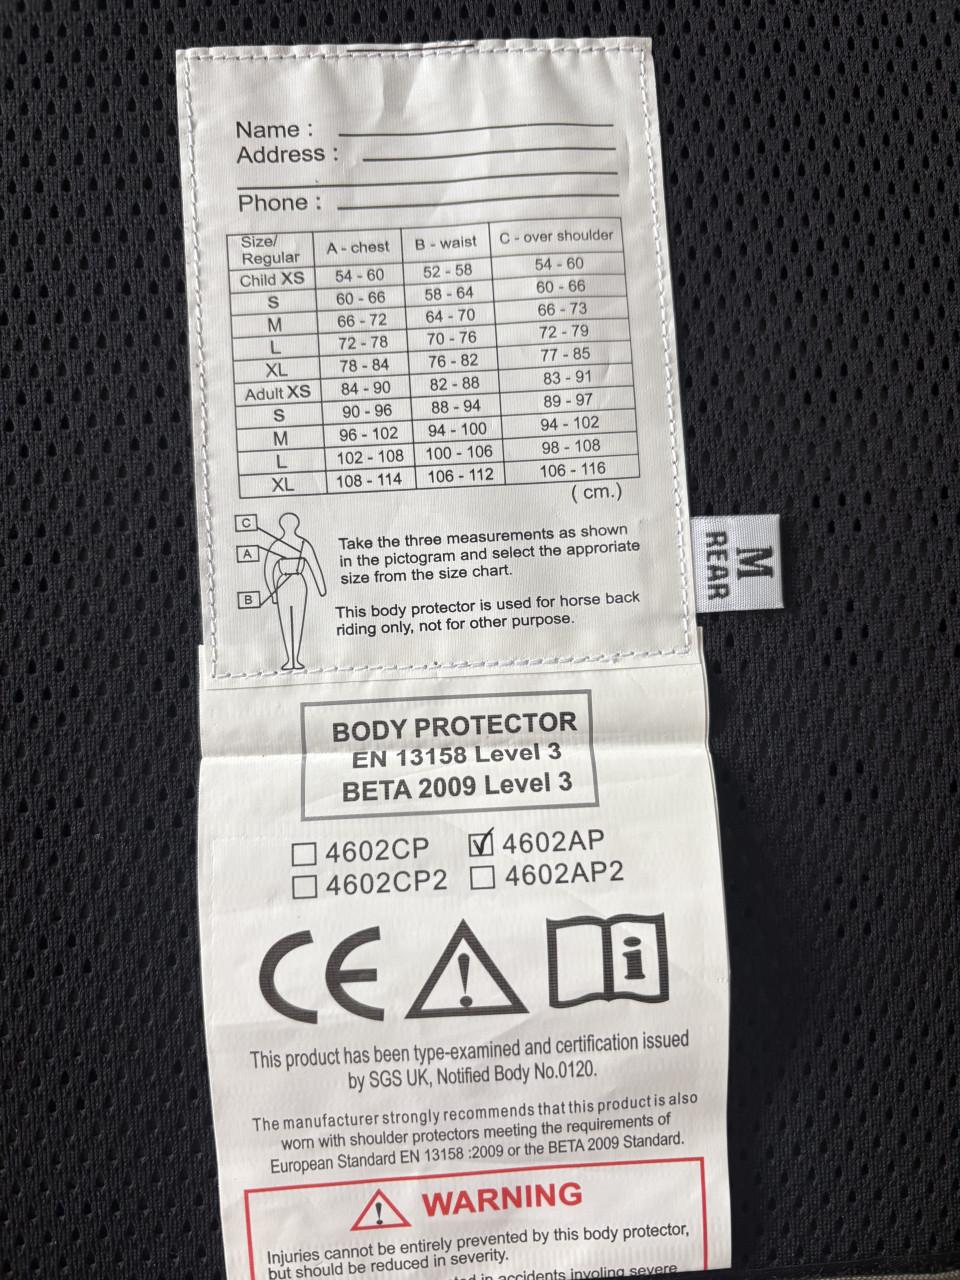 Name :
Address :
Phone :
Size/ Regular A - chest B - waist C - over shoulder
Child XS 54 - 60 52 - 58 54 - 60
S 60 - 66 58 - 64 60 - 66
M 66 - 72 64 - 70 66 - 73
L 72 - 78 70 - 76 72 - 79
XL 78 - 84 76 - 82 77 - 85
Adult XS 84 - 90 82 - 88 83 - 91
S 90 - 96 88 - 94 89 - 97
M 96 - 102 94 - 100 94 - 102
L 102 - 108 100 - 106 98 - 108
XL 108 - 114 106 - 112 106 - 116
( cm.)
C
A
B
Take the three measurements as shown
in the pictogram and select the approriate
size from the size chart.
This body protector is used for horse back
riding only, not for other purpose.
M
REAR
BODY PROTECTOR
EN 13158 Level 3
BETA 2009 Level 3
4602CP 4602AP
4602CP2 4602AP2
CE
This product has been type-examined and certification issued
by SGS UK, Notified Body No.0120.
The manufacturer strongly recommends that this product is also
worn with shoulder protectors meeting the requirements of
European Standard EN 13158 :2009 or the BETA 2009 Standard.
WARNING
Injuries cannot be entirely prevented by this body protector,
but should be reduced in severity.
in accidents involing severe